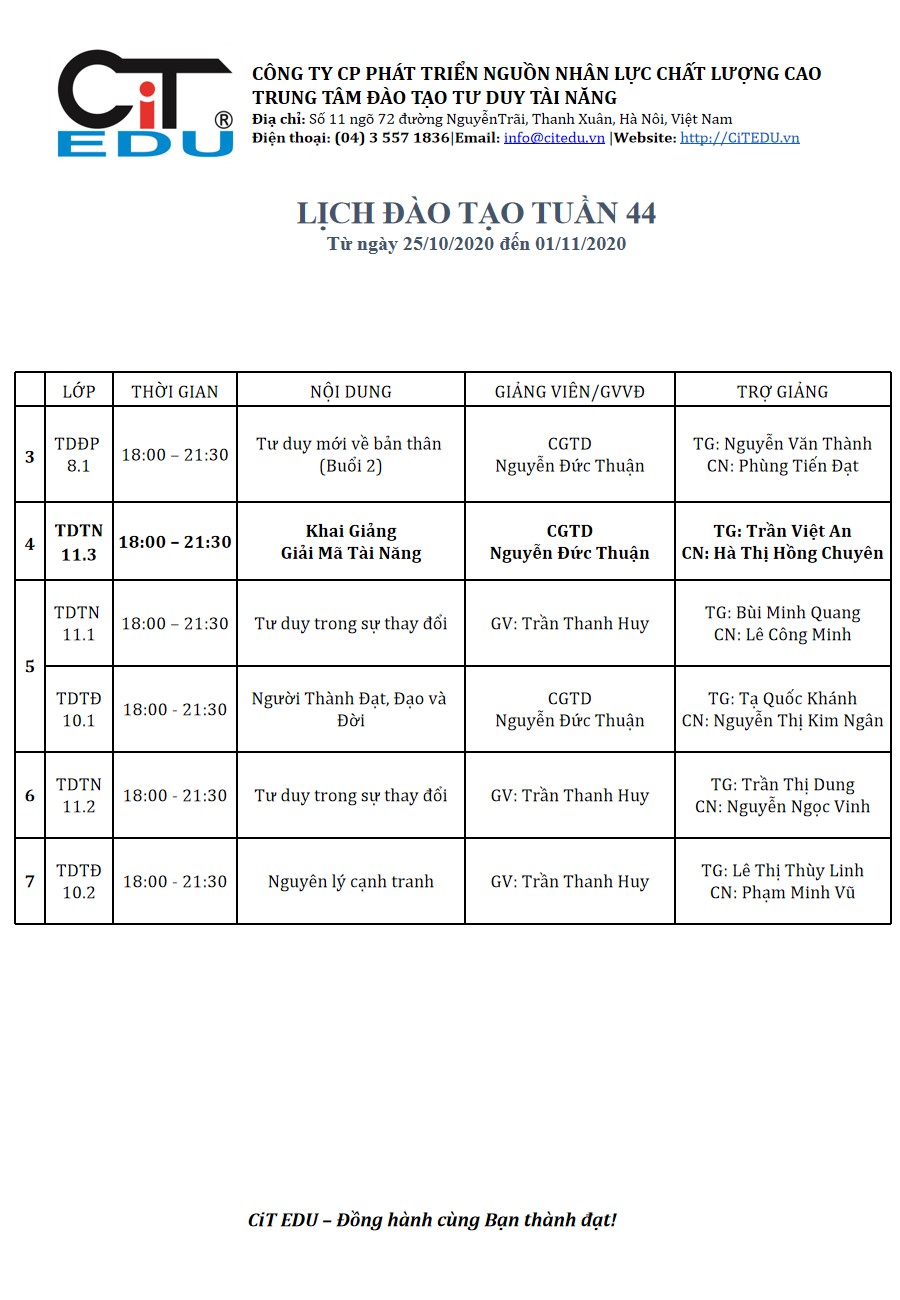 CiT
EDU ®
CÔNG TY CP PHÁT TRIỂN NGUỒN NHÂN LỰC CHẤT LƯỢNG CAO
TRUNG TÂM ĐÀO TẠO TƯ DUY TÀI NĂNG
Địa chỉ: Số 11 ngõ 72 đường NguyễnTrãi, Thanh Xuân, Hà Nôi, Việt Nam
Điện thoại: (04) 3 557 1836|Email: info@citedu.vn |Website: http://CiTEDU.vn
LỊCH ĐÀO TẠO TUẦN 44
Từ ngày 25/10/2020 đến 01/11/2020
LỚP THỜI GIAN NỘI DUNG GIẢNG VIÊN/GVVĐ TRỢ GIẢNG
3
TDĐP
8.1
18:00 – 21:30
Tư duy mới về bản thân
(Buổi 2)
CGTD
Nguyễn Đức Thuận
TG: Nguyễn Văn Thành
CN: Phùng Tiến Đạt
4
TDTN
11.3
18:00 – 21:30
Khai Giảng
Giải Mã Tài Năng
CGTD
Nguyễn Đức Thuận
TG: Trần Việt An
CN: Hà Thị Hồng Chuyên
5
TDTN
11.1
18:00 – 21:30
Tư duy trong sự thay đổi
GV: Trần Thanh Huy
TG: Bùi Minh Quang
CN: Lê Công Minh
TDTĐ
10.1
18:00 - 21:30
Người Thành Đạt, Đạo và
Đời
CGTD
Nguyễn Đức Thuận
TG: Tạ Quốc Khánh
CN: Nguyễn Thị Kim Ngân
6
TDTN
11.2
18:00 - 21:30
Tư duy trong sự thay đổi
GV: Trần Thanh Huy
TG: Trần Thị Dung
CN: Nguyễn Ngọc Vinh
7
TDTĐ
10.2
18:00 - 21:30
Nguyên lý cạnh tranh
GV: Trần Thanh Huy
TG: Lê Thị Thùy Linh
CN: Phạm Minh Vũ
CiT EDU – Đồng hành cùng Bạn thành đạt!